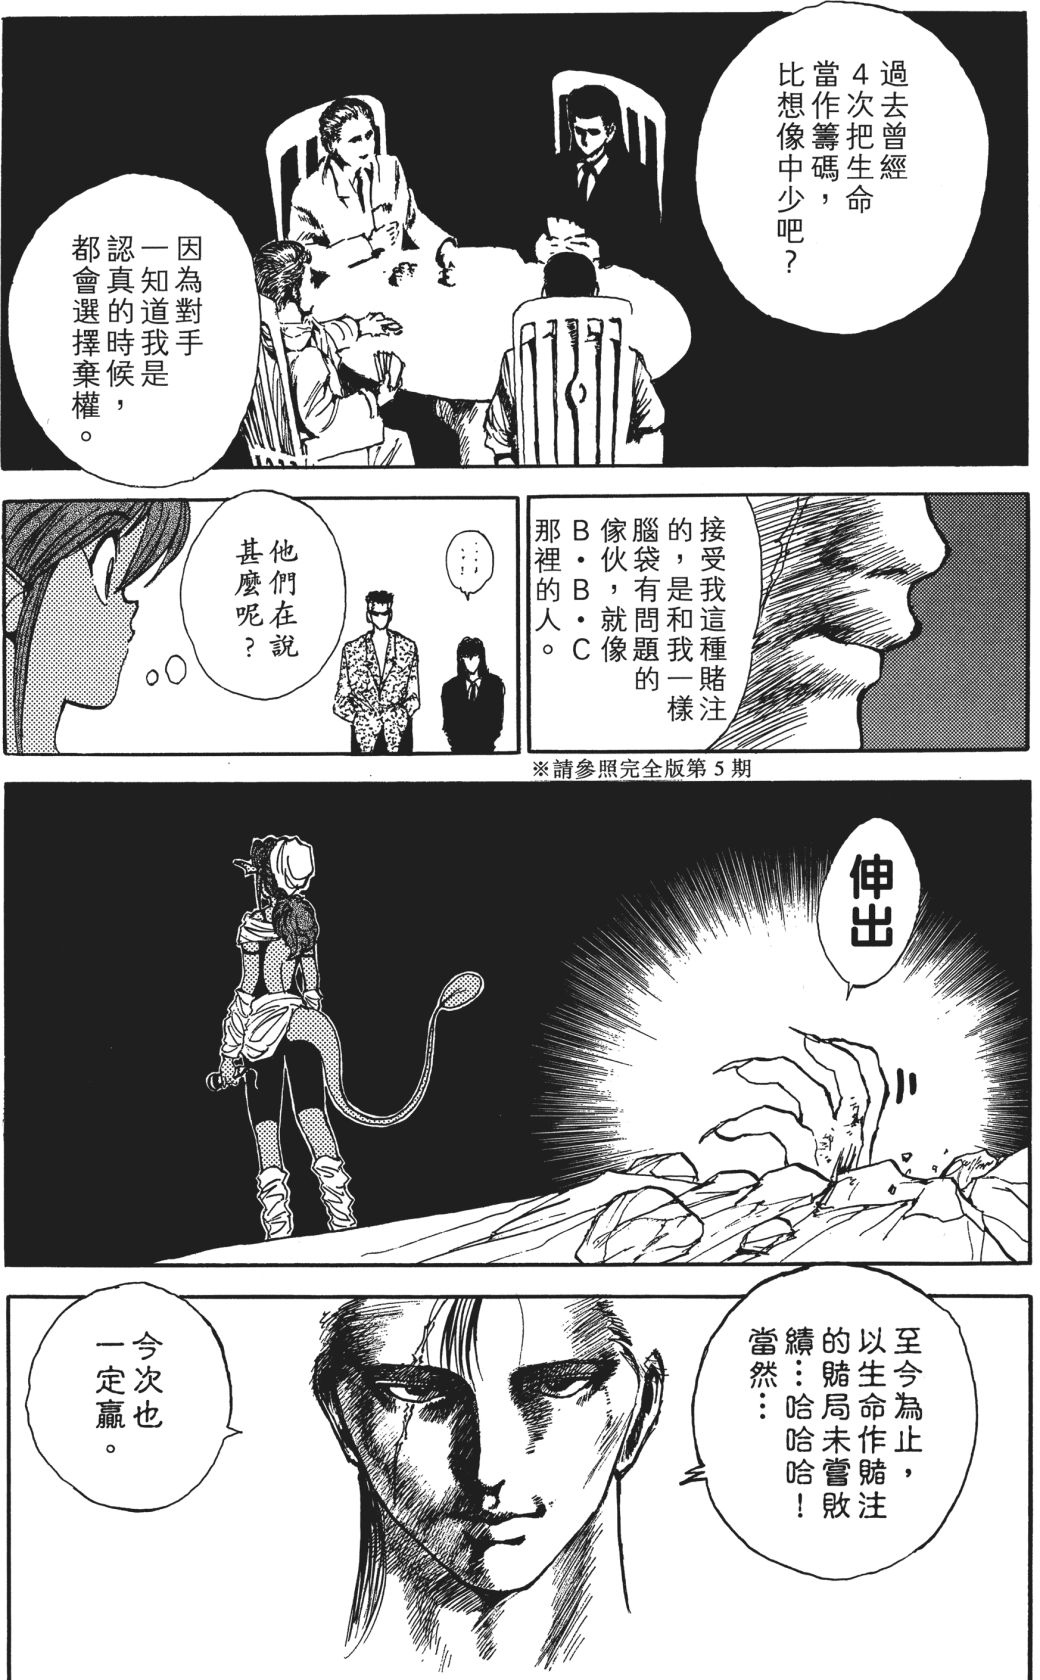 過去曾經
4次把生命
當作籌碼，
比想像中少吧？
因為對手
一知道我是
認真的時候，
都會選擇棄權。
接受我這種賭注
的，是和我一樣
腦袋有問題的
傢伙，就像
B・B・C
那裡的人。
※請參照完全版第5期
……
他們在說
甚麼呢？
伸出
至今為止，
以生命作賭注
的賭局未嘗敗
績…哈哈哈！
當然…
今次也
一定贏。